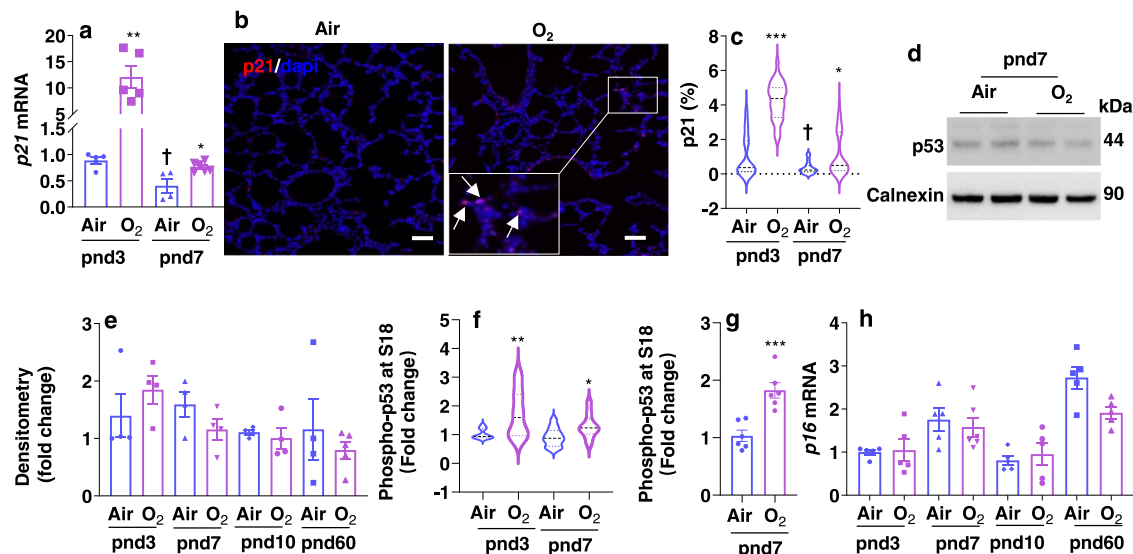 a
p21 mRNA
20
15
10
5
1.0
0.5
0.0
**
†
*
Air O₂ Air O₂
pnd3 pnd7
b
Air O₂
p21/dapi
c
p21 (%)
8
6
4
2
0
-2
***
†
*
Air O₂ Air O₂
pnd3 pnd7
d
pnd7
Air O₂
kDa
p53 44
Calnexin 90
e
Densitometry
(fold change)
3
2
1
0
Air O₂ Air O₂ Air O₂ Air O₂
pnd3 pnd7 pnd10 pnd60
f
Phospho-p53 at S18
(Fold change)
5
4
3
2
1
0
-1
**
*
Air O₂ Air O₂
pnd3 pnd7
g
Phospho-p53 at S18
(Fold change)
3
2
1
0
***
Air O₂
pnd7
h
p16 mRNA
4
3
2
1
0
Air O₂ Air O₂ Air O₂ Air O₂
pnd3 pnd7 pnd10 pnd60